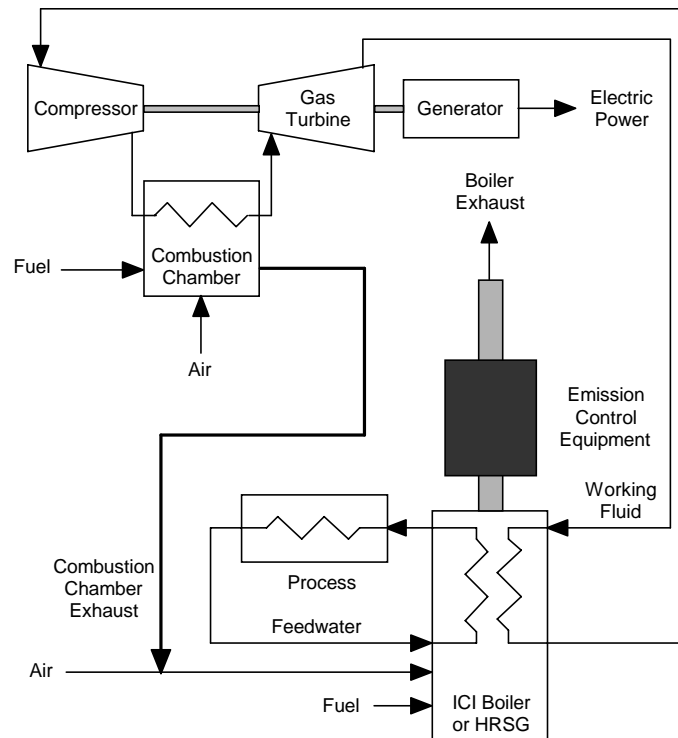 Compressor
Gas
Turbine
Generator
Electric
Power
Boiler
Exhaust
Fuel
Combustion
Chamber
Air
Emission
Control
Equipment
Working
Fluid
Combustion
Chamber
Exhaust
Process
Feedwater
Air
Fuel
ICI Boiler
or HRSG